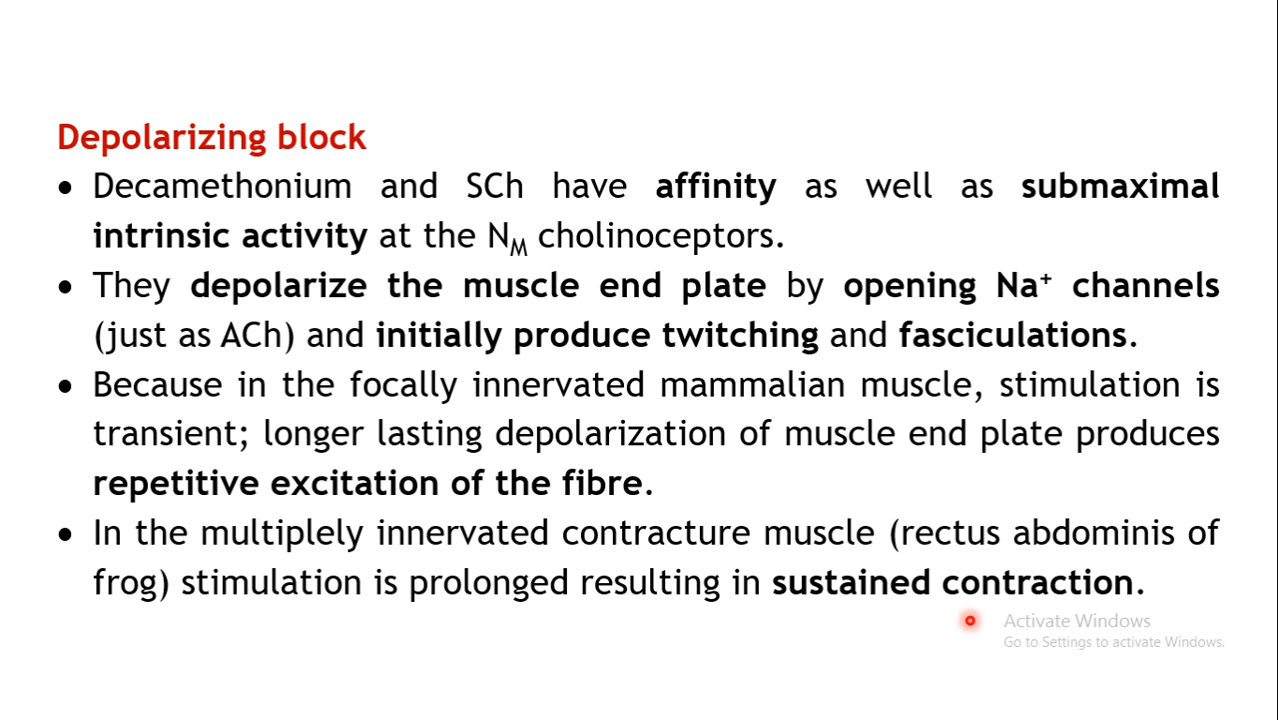 Depolarizing block
• Decamethonium and SCh have affinity as well as submaximal
intrinsic activity at the NM cholinoceptors.
• They depolarize the muscle end plate by opening Na⁺ channels
(just as ACh) and initially produce twitching and fasciculations.
• Because in the focally innervated mammalian muscle, stimulation is
transient; longer lasting depolarization of muscle end plate produces
repetitive excitation of the fibre.
• In the multiplely innervated contracture muscle (rectus abdominis of
frog) stimulation is prolonged resulting in sustained contraction.
Activate Windows
Go to Settings to activate Windows.